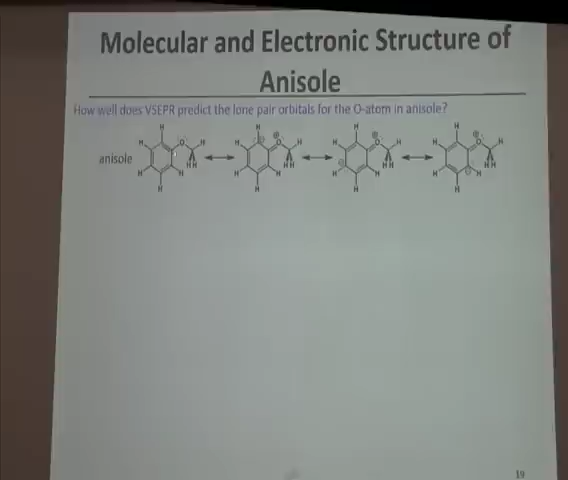 Molecular and Electronic Structure of
Anisole
How well does VSEPR predict the lone pair orbitals for the O-atom in anisole?
anisole
19